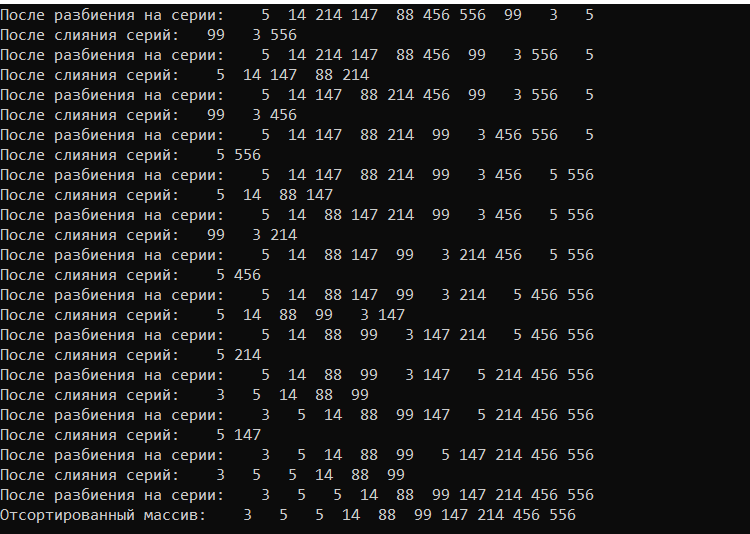 После разбиения на серии:    5  14 214 147  88 456 556  99   3   5
После слияния серий:   99   3 556
После разбиения на серии:    5  14 214 147  88 456  99   3 556   5
После слияния серий:    5  14 147  88 214
После разбиения на серии:    5  14 147  88 214 456  99   3 556   5
После слияния серий:   99   3 456
После разбиения на серии:    5  14 147  88 214  99   3 456 556   5
После слияния серий:    5 556
После разбиения на серии:    5  14 147  88 214  99   3 456   5 556
После слияния серий:    5  14  88 147
После разбиения на серии:    5  14  88 147 214  99   3 456   5 556
После слияния серий:   99   3 214
После разбиения на серии:    5  14  88 147  99   3 214 456   5 556
После слияния серий:    5 456
После разбиения на серии:    5  14  88 147  99   3 214   5 456 556
После слияния серий:    5  14  88  99   3 147
После разбиения на серии:    5  14  88  99   3 147 214   5 456 556
После слияния серий:    5 214
После разбиения на серии:    5  14  88  99   3 147   5 214 456 556
После слияния серий:    3   5  14  88  99
После разбиения на серии:    3   5  14  88  99 147   5 214 456 556
После слияния серий:    5 147
После разбиения на серии:    3   5  14  88  99   5 147 214 456 556
После слияния серий:    3   5   5  14  88  99
После разбиения на серии:    3   5   5  14  88  99 147 214 456 556
Отсортированный массив:    3   5   5  14  88  99 147 214 456 556